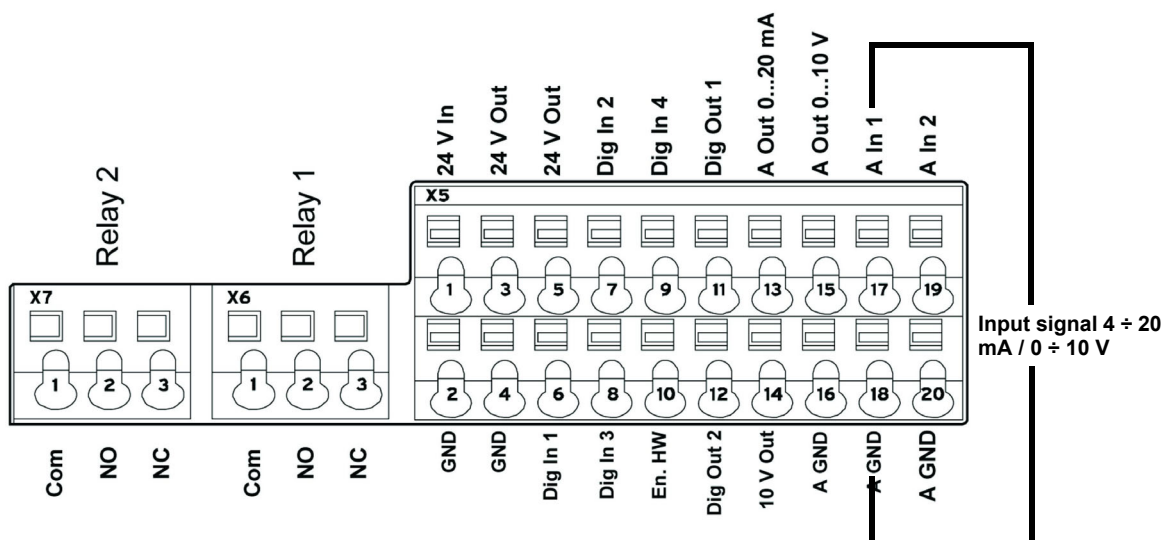 24 V In
24 V Out
24 V Out
Dig In 2
Dig In 4
Dig Out 1
A Out 0...20 mA
A Out 0...10 V
A In 1
A In 2
Relay 2
Relay 1
X5
1 3 5 7 9 11 13 15 17 19
X7
X6
Input signal 4 ÷ 20
mA / 0 ÷ 10 V
1 2 3
1 2 3
2 4 6 8 10 12 14 16 18 20
Com
NO
NC
Com
NO
NC
GND
GND
Dig In 1
Dig In 3
En. HW
Dig Out 2
10 V Out
A GND
A GND
A GND